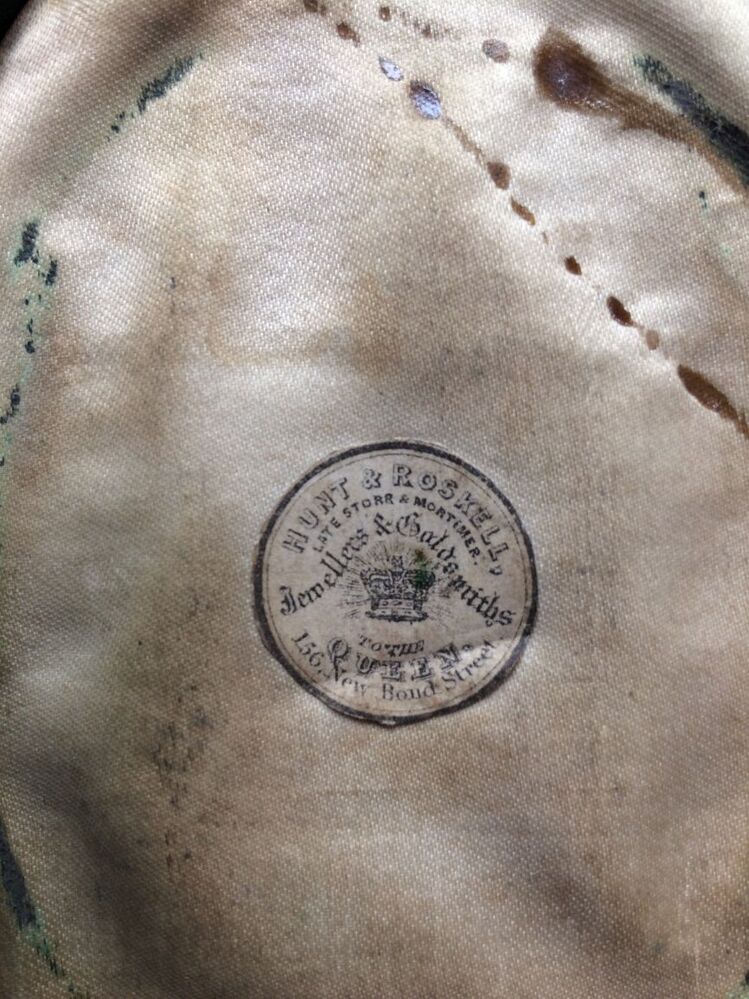 HUNT & ROSKELL,
LATE STORR & MORTIMER.
Jewellers & Goldsmiths
TO THE
QUEEN.
156, New Bond Street